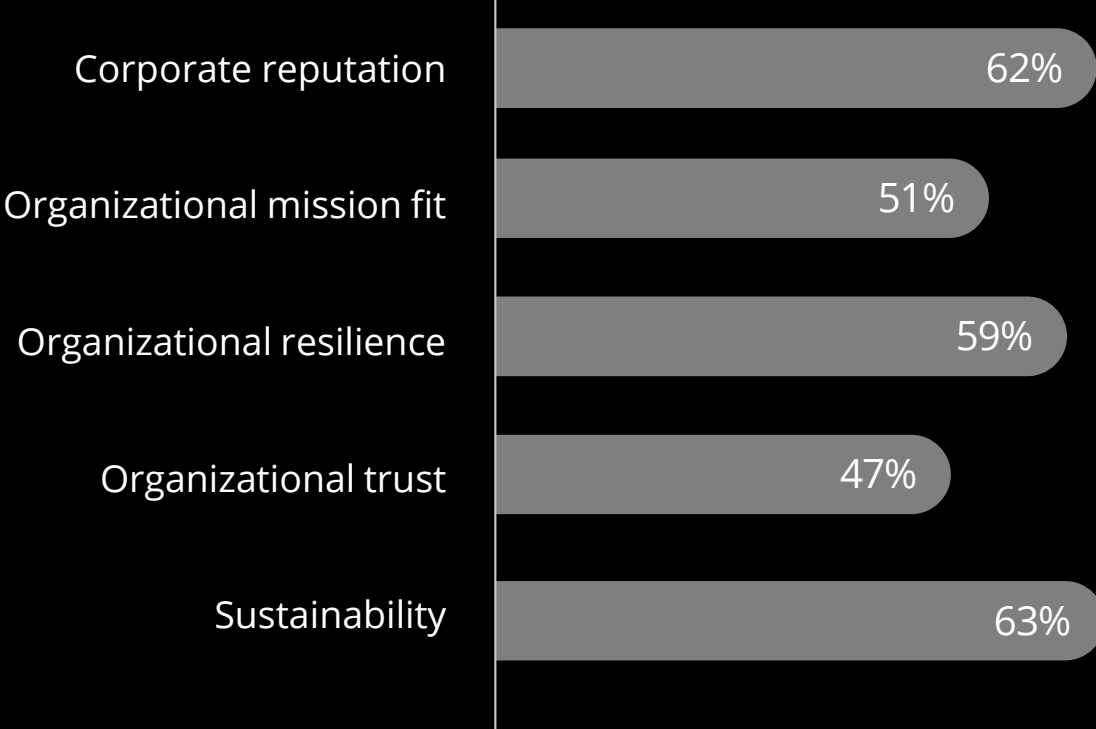 Corporate reputation 62%
Organizational mission fit 51%
Organizational resilience 59%
Organizational trust 47%
Sustainability 63%